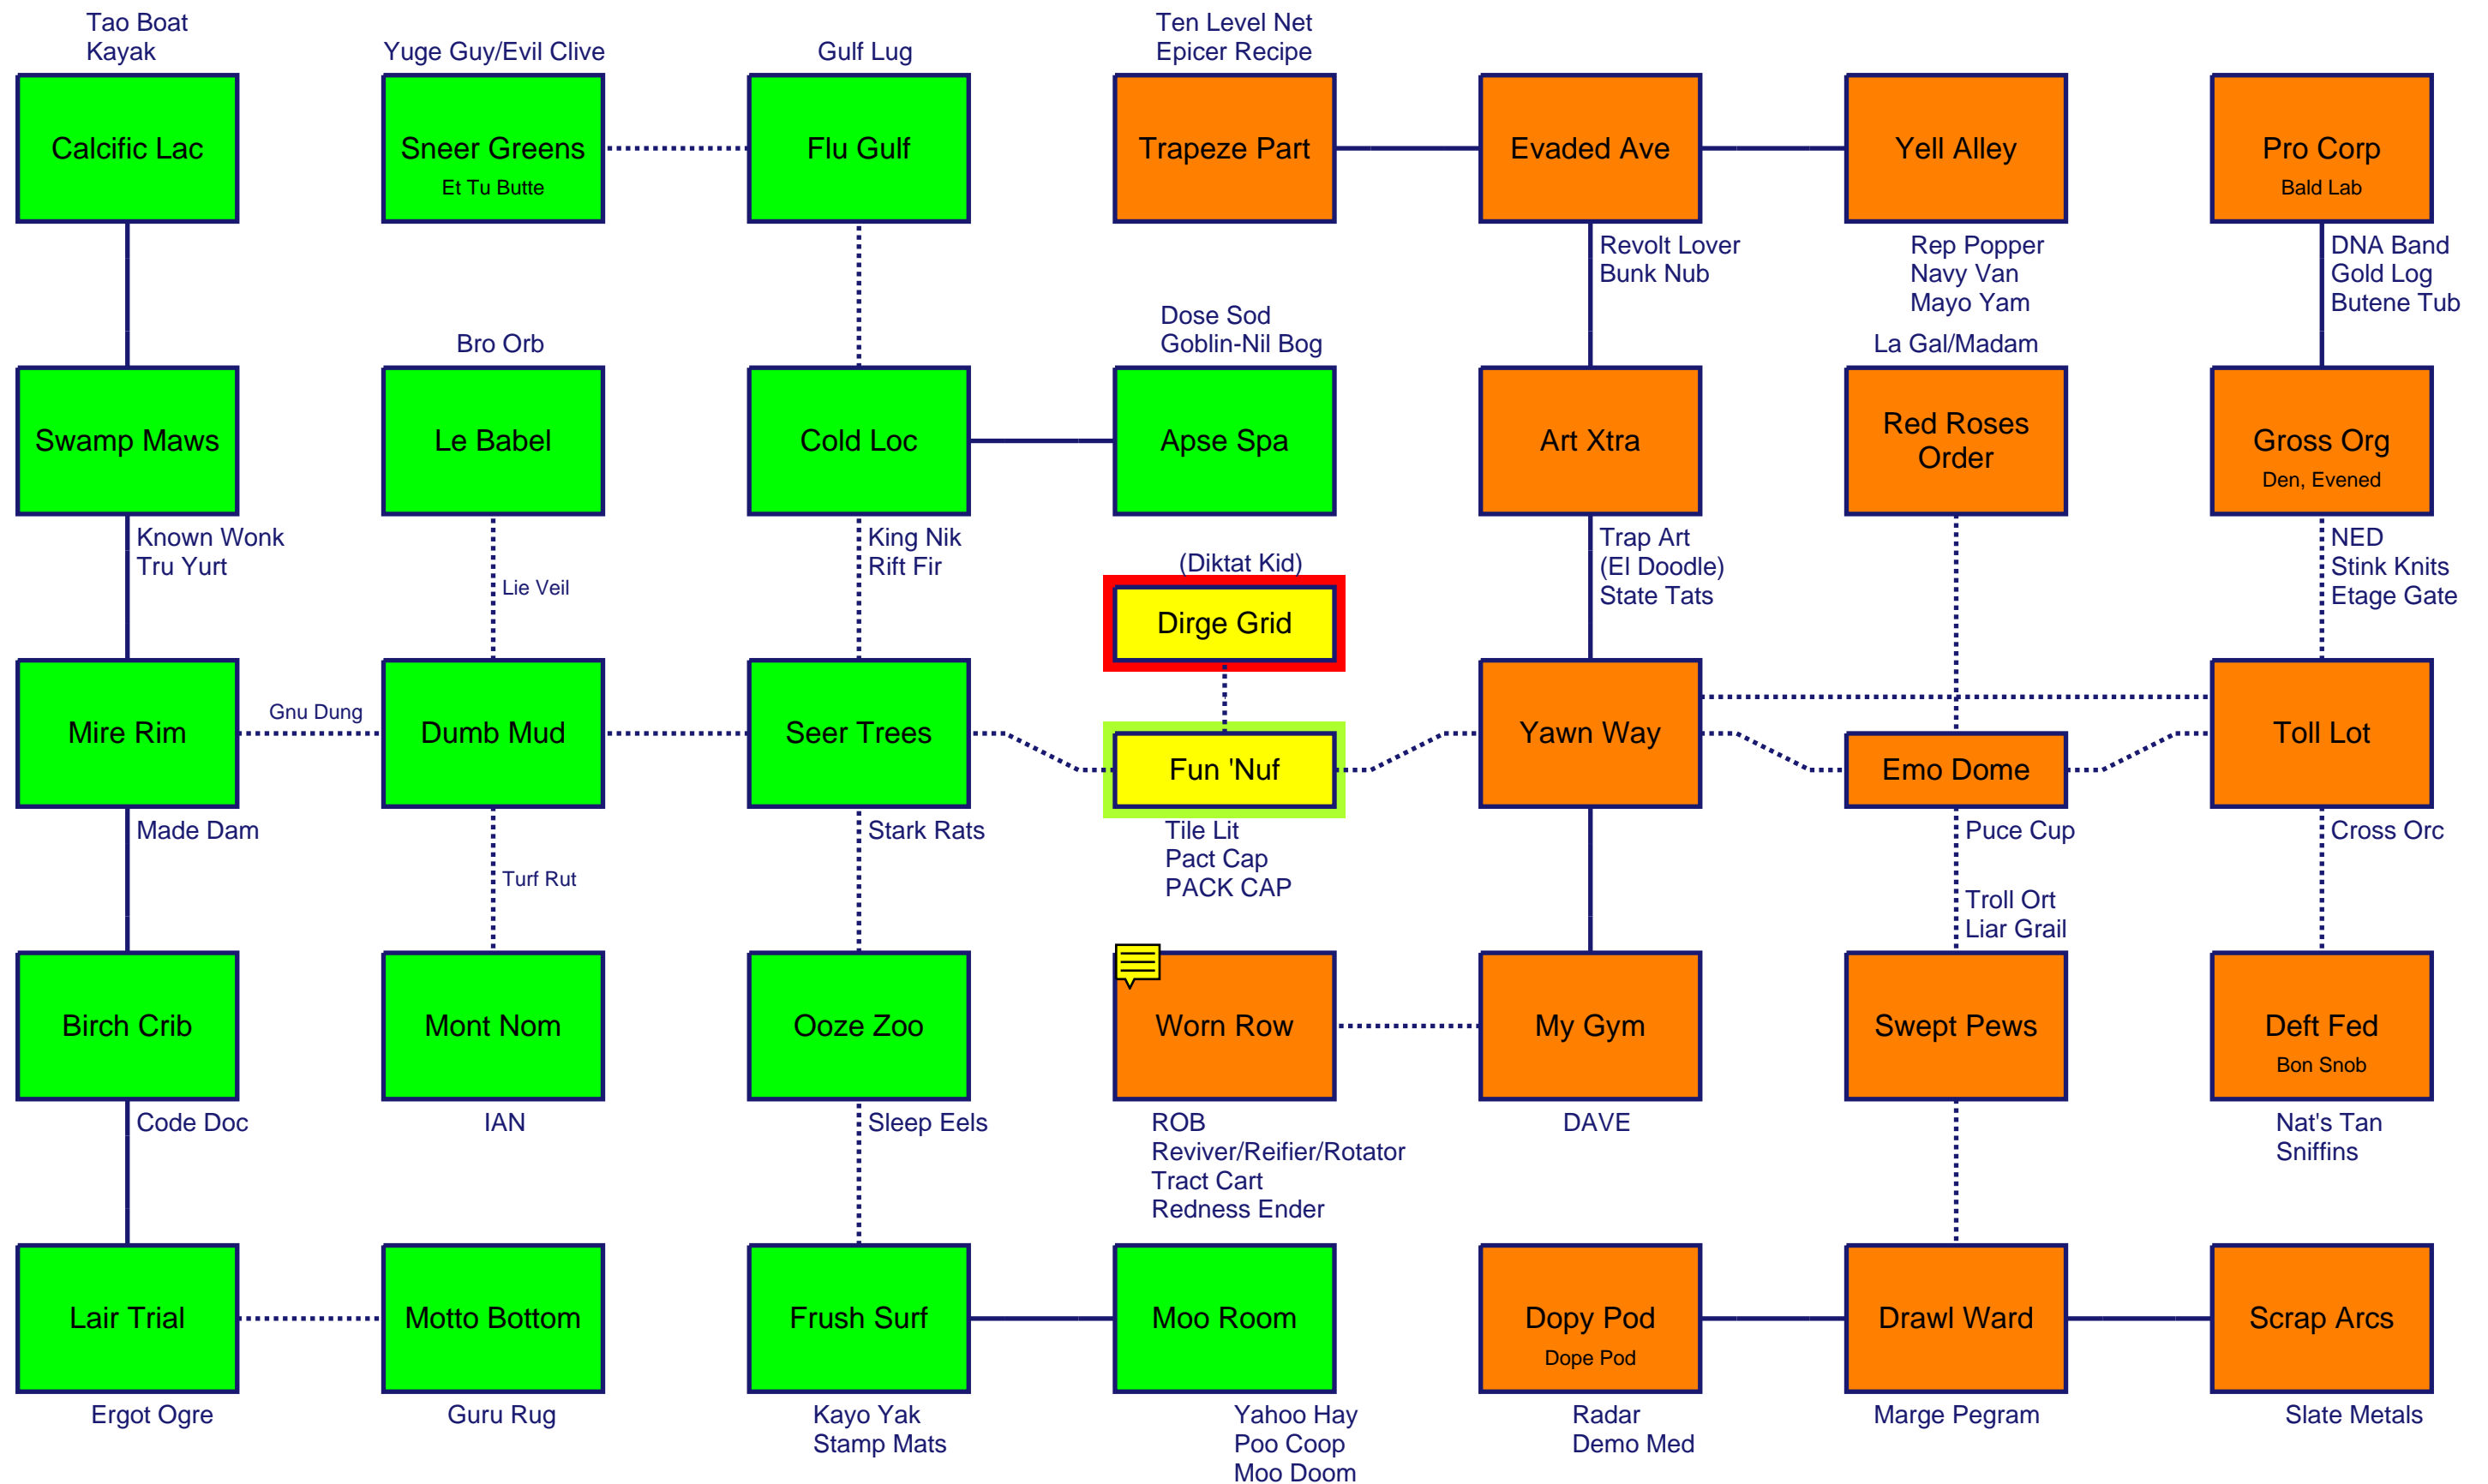 Tao Boat
Kayak
Yuge Guy/Evil Clive
Gulf Lug
Ten Level Net
Epicer Recipe
Calcific Lac
Sneer Greens
Et Tu Butte
Flu Gulf
Trapeze Part
Evaded Ave
Yell Alley
Pro Corp
Bald Lab
Revolt Lover
Bunk Nub
Rep Popper
Navy Van
Mayo Yam
DNA Band
Gold Log
Butene Tub
Bro Orb
Dose Sod
Goblin-Nil Bog
La Gal/Madam
Swamp Maws
Le Babel
Cold Loc
Apse Spa
Art Xtra
Red Roses
Order
Gross Org
Den, Evened
Known Wonk
Tru Yurt
Lie Veil
King Nik
Rift Fir
(Diktat Kid)
Dirge Grid
Trap Art
(El Doodle)
State Tats
NED
Stink Knits
Etage Gate
Mire Rim
Gnu Dung
Dumb Mud
Seer Trees
Fun 'Nuf
Yawn Way
Emo Dome
Toll Lot
Made Dam
Turf Rut
Stark Rats
Tile Lit
Pact Cap
PACK CAP
Puce Cup
Troll Ort
Liar Grail
Cross Orc
Birch Crib
Mont Nom
Ooze Zoo
Worn Row
My Gym
Swept Pews
Deft Fed
Bon Snob
Code Doc
IAN
Sleep Eels
ROB
Reviver/Reifier/Rotator
Tract Cart
Redness Ender
DAVE
Nat's Tan
Sniffins
Lair Trial
Motto Bottom
Frush Surf
Moo Room
Dopy Pod
Dope Pod
Drawl Ward
Scrap Arcs
Ergot Ogre
Guru Rug
Kayo Yak
Stamp Mats
Yahoo Hay
Poo Coop
Moo Doom
Radar
Demo Med
Marge Pegram
Slate Metals